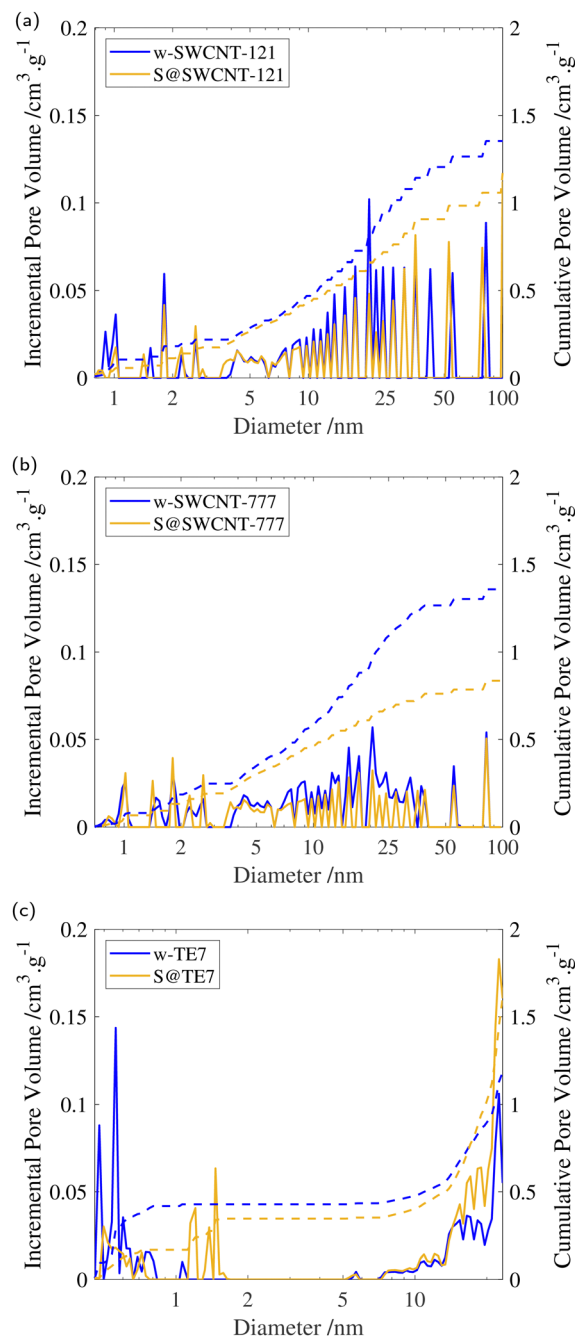 (a)
0.2
0.15
0.1
0.05
0
Incremental Pore Volume /cm³.g⁻¹
w-SWCNT-121
S@SWCNT-121
2
1.5
1
0.5
0
Cumulative Pore Volume /cm³.g⁻¹
1 2 5 10 25 50 100
Diameter /nm
(b)
0.2
0.15
0.1
0.05
0
Incremental Pore Volume /cm³.g⁻¹
w-SWCNT-777
S@SWCNT-777
2
1.5
1
0.5
0
Cumulative Pore Volume /cm³.g⁻¹
1 2 5 10 25 50 100
Diameter /nm
(c)
0.2
0.15
0.1
0.05
0
Incremental Pore Volume /cm³.g⁻¹
w-TE7
S@TE7
2
1.5
1
0.5
0
Cumulative Pore Volume /cm³.g⁻¹
1 2 5 10
Diameter /nm